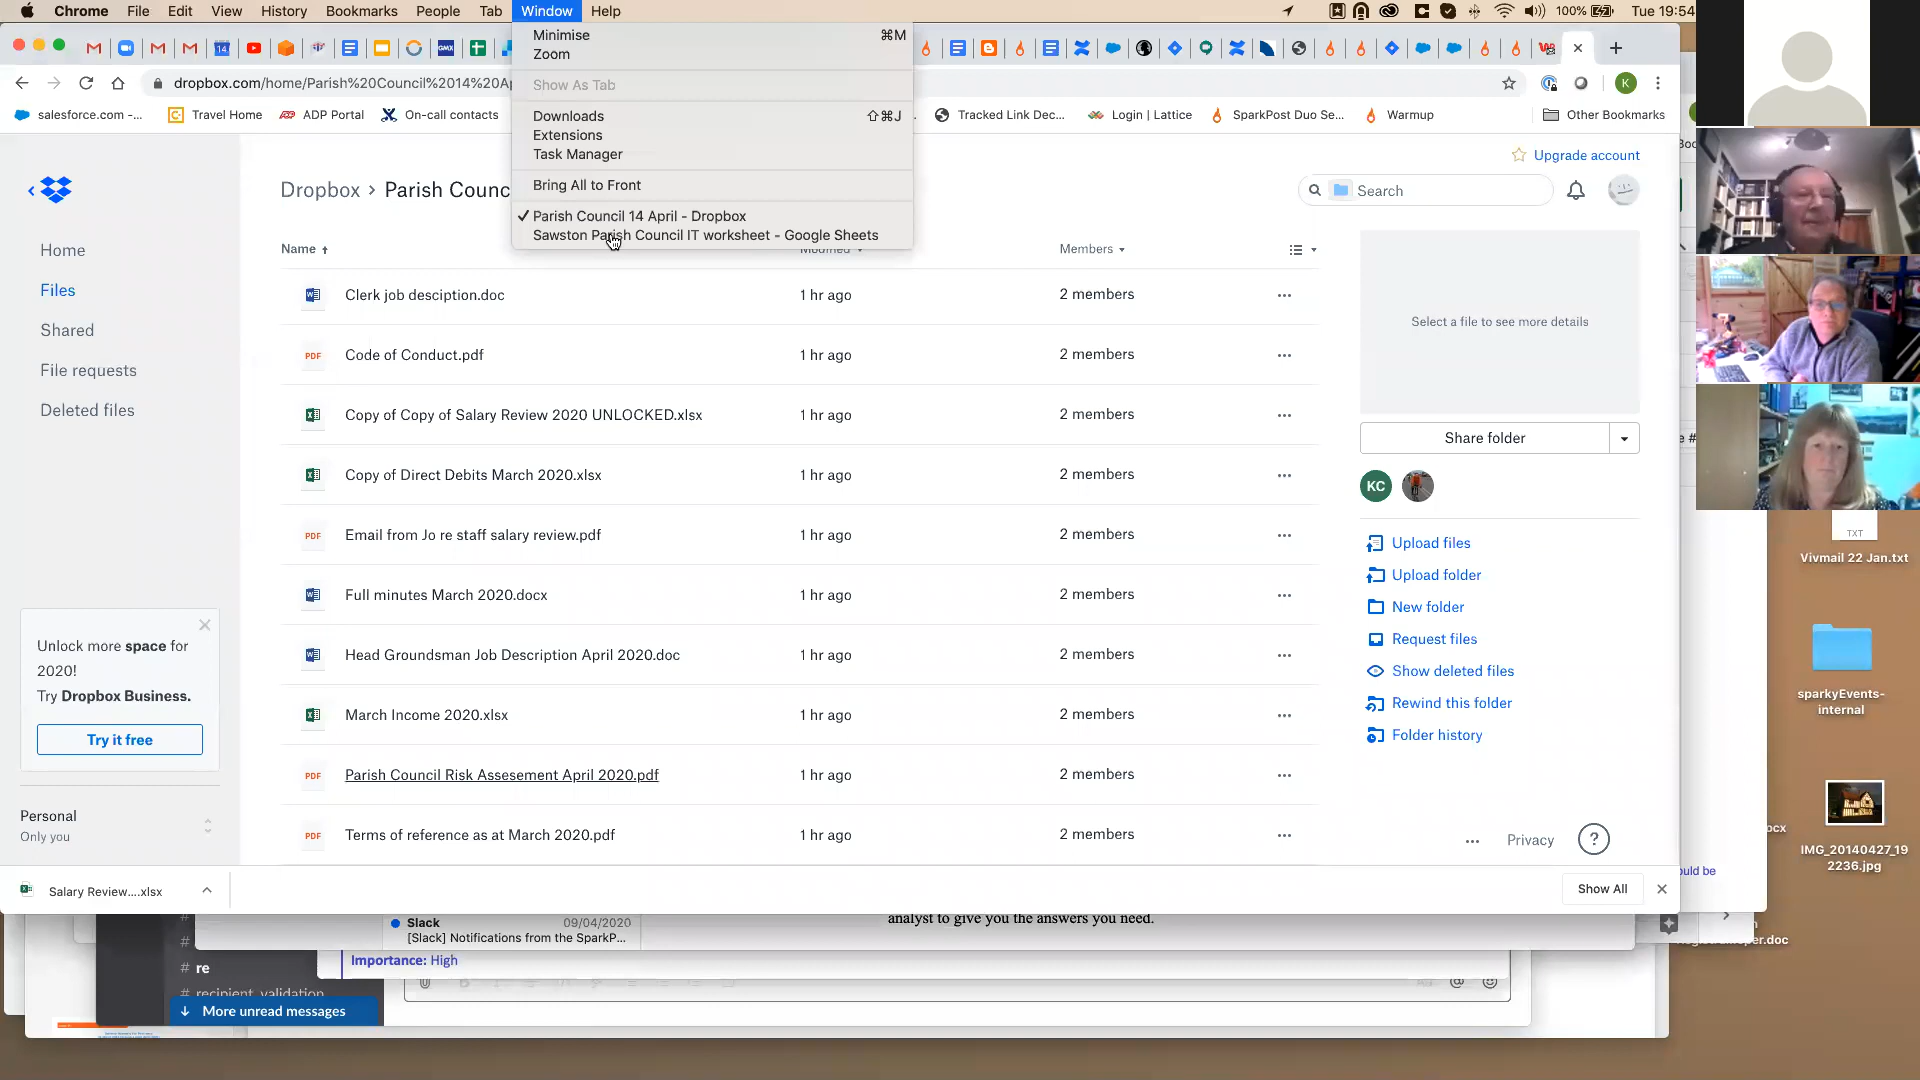 Chrome File Edit View History Bookmarks People Tab Window Help 100% Tue 19:54
Minimise ⌘M
Zoom
Show As Tab
Downloads ⇧⌘J
Extensions
Task Manager
Bring All to Front
✓ Parish Council 14 April - Dropbox
Sawston Parish Council IT worksheet - Google Sheets
dropbox.com/home/Parish%20Council%2014%20Ap
K
salesforce.com -... Travel Home ADP Portal On-call contacts Tracked Link Dec... Login | Lattice SparkPost Duo Se... Warmup Other Bookmarks
Upgrade account
Dropbox › Parish Counc
Search
Home
Files
Shared
File requests
Deleted files
Name ↑ Modified Members
Clerk job desciption.doc 1 hr ago 2 members
PDF Code of Conduct.pdf 1 hr ago 2 members
Copy of Copy of Salary Review 2020 UNLOCKED.xlsx 1 hr ago 2 members
Copy of Direct Debits March 2020.xlsx 1 hr ago 2 members
PDF Email from Jo re staff salary review.pdf 1 hr ago 2 members
Full minutes March 2020.docx 1 hr ago 2 members
Head Groundsman Job Description April 2020.doc 1 hr ago 2 members
March Income 2020.xlsx 1 hr ago 2 members
PDF Parish Council Risk Assesement April 2020.pdf 1 hr ago 2 members
PDF Terms of reference as at March 2020.pdf 1 hr ago 2 members
Select a file to see more details
Share folder
KC
Upload files
Upload folder
New folder
Request files
Show deleted files
Rewind this folder
Folder history
Unlock more space for
2020!
Try Dropbox Business.
Try it free
Personal
Only you
Privacy ?
Salary Review....xlsx
Show All
Slack 09/04/2020
[Slack] Notifications from the SparkP...
analyst to give you the answers you need.
Importance: High
# re
# recipient_validation
More unread messages
TXT
Vivmail 22 Jan.txt
sparkyEvents-
internal
IMG_20140427_19
2236.jpg
ocx
ould be